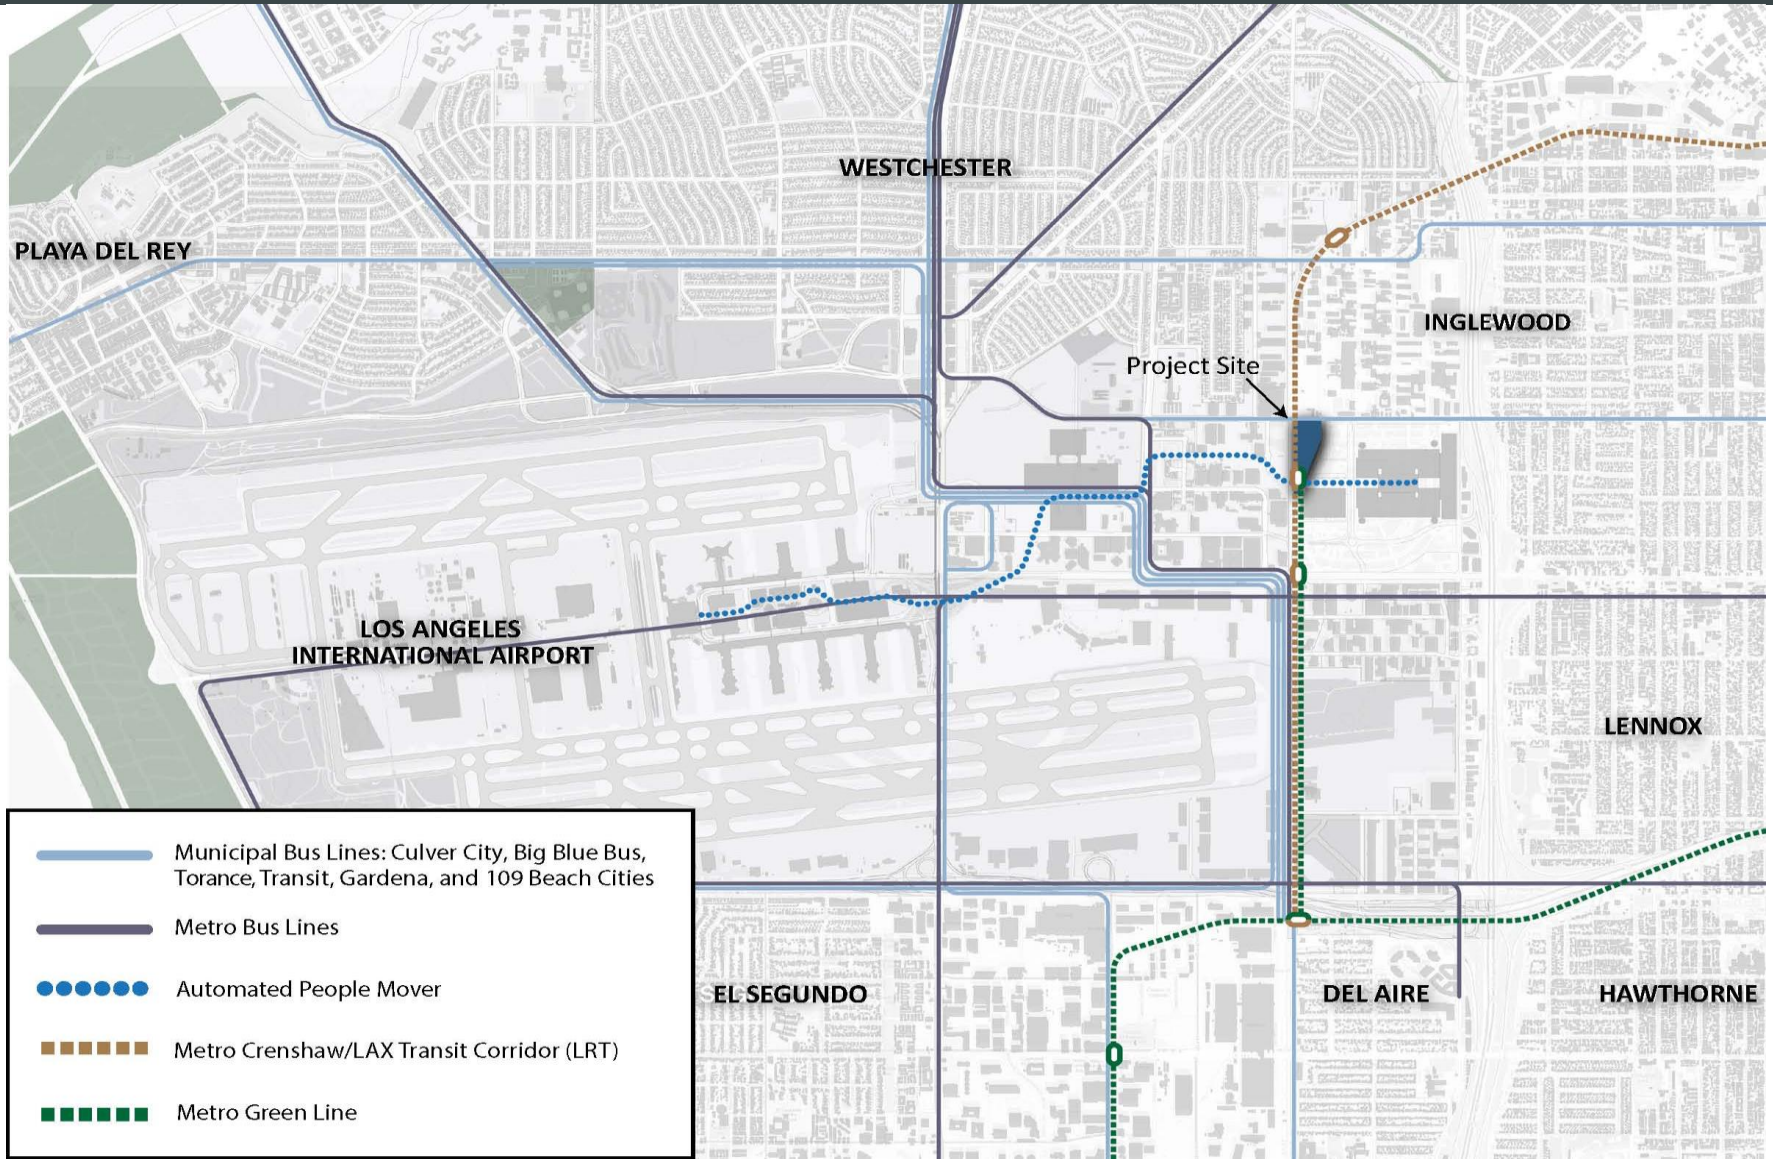 WESTCHESTER
PLAYA DEL REY
INGLEWOOD
Project Site
LOS ANGELES
INTERNATIONAL AIRPORT
LENNOX
Municipal Bus Lines: Culver City, Big Blue Bus,
Torance, Transit, Gardena, and 109 Beach Cities
Metro Bus Lines
Automated People Mover
Metro Crenshaw/LAX Transit Corridor (LRT)
Metro Green Line
EL SEGUNDO
DEL AIRE
HAWTHORNE